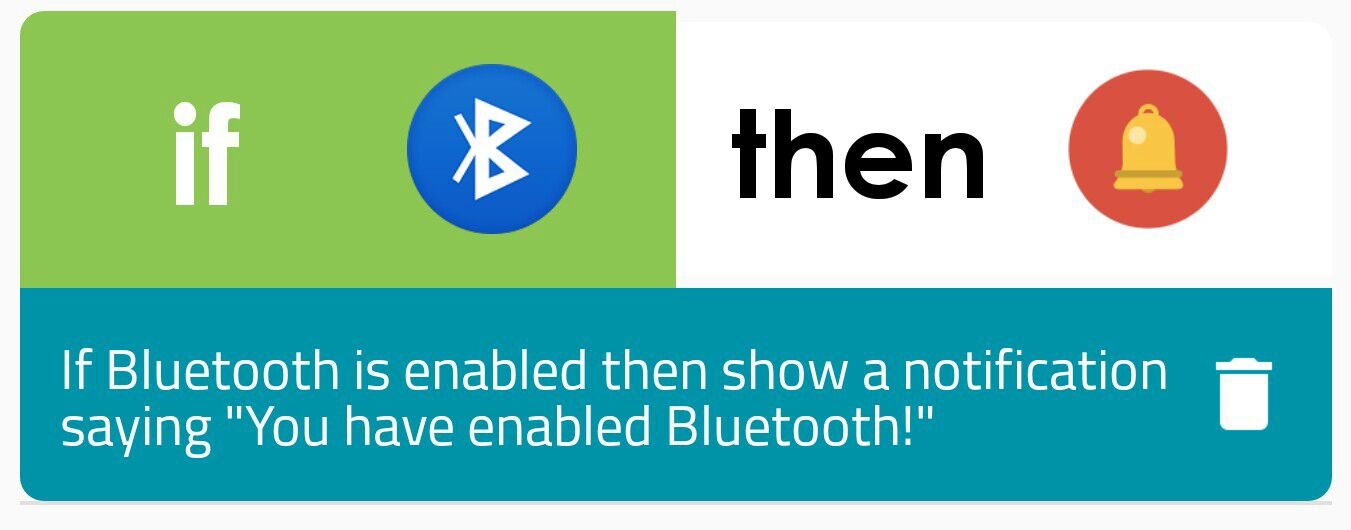 if
then
If Bluetooth is enabled then show a notification
saying "You have enabled Bluetooth!"